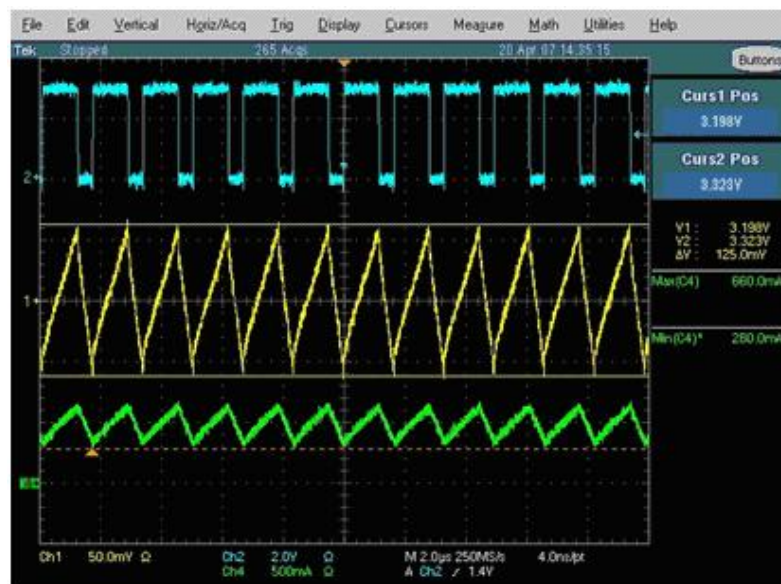 File Edit Vertical Horiz/Acq Trig Display Cursors Measure Math Utilities Help
Tek Stopped 265 Acqs 20 Apr 07 14:35:15
Buttons
Curs1 Pos
3.198V
Curs2 Pos
3.323V
V1: 3.198V
V2: 3.323V
ΔV: 125.0mV
Max(C4) 660.0m
Min(C4)* 280.0m
2
1
Ch1 50.0mV Ω Ch2 2.0V Ω M 2.0µs 250MS/s 4.0ns/pt
Ch4 500mA Ω A Ch2 ∕ 1.4V